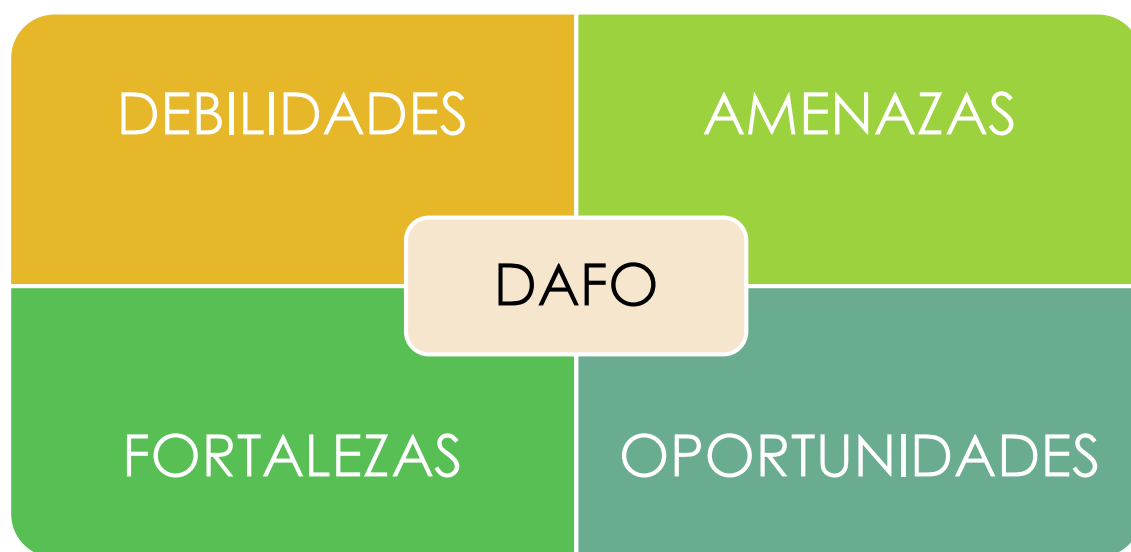 DEBILIDADES
AMENAZAS
DAFO
FORTALEZAS
OPORTUNIDADES